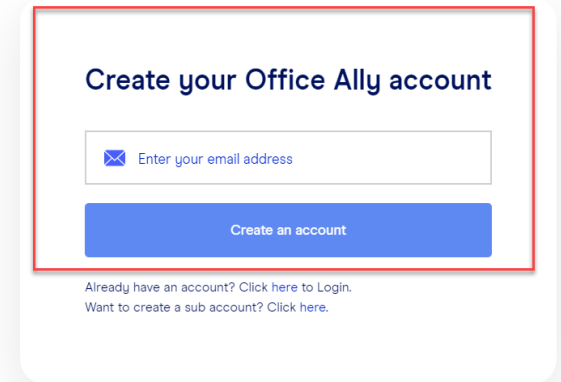 Create your Office Ally account
Enter your email address
Create an account
Already have an account? Click here to Login.
Want to create a sub account? Click here.